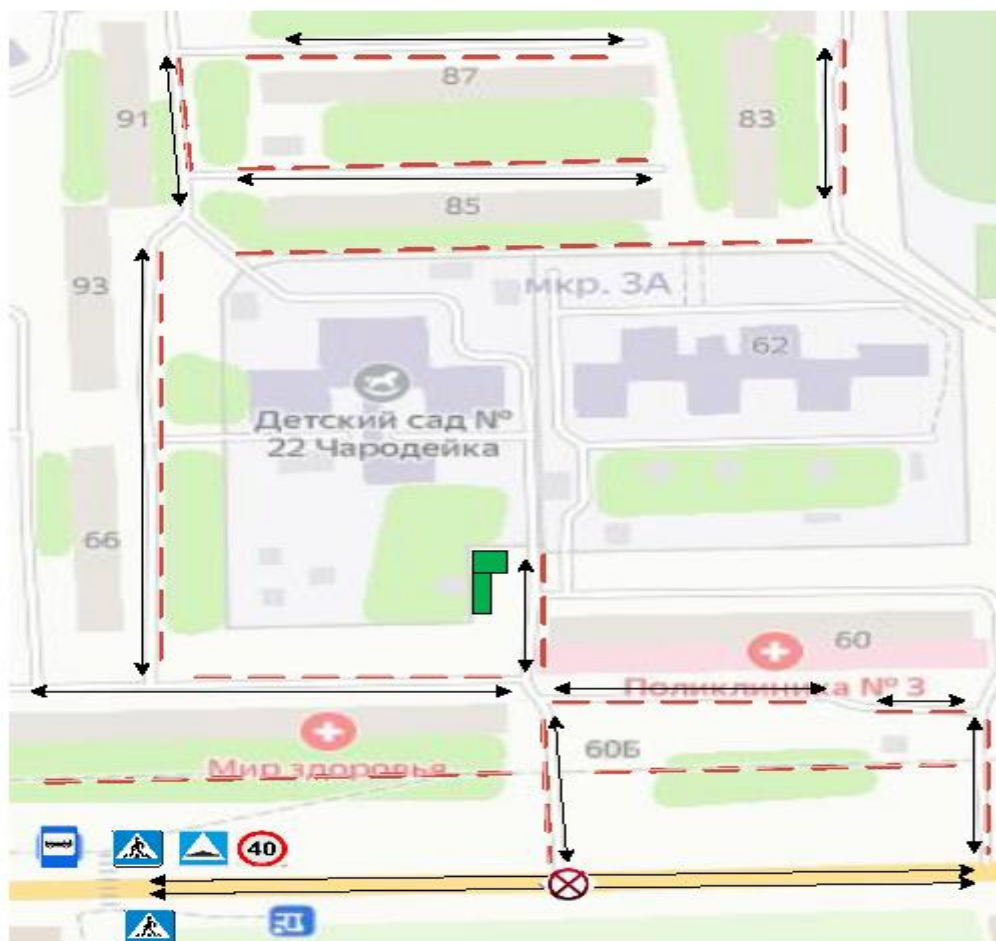 87
91
83
85
93
мкр. 3А
62
Детский сад №
22 Чародейка
66
60
Поликлиника № 3
60Б
Мир здоровья
40